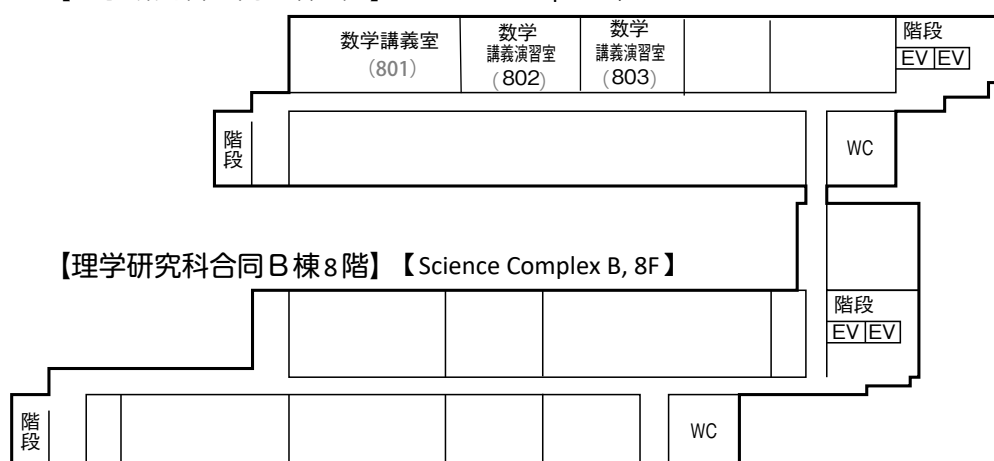 数学講義室
(801)
数学
講義演習室
(802)
数学
講義演習室
(803)
階段
EV EV
階段
WC
【理学研究科合同B棟8階】【Science Complex B, 8F】
階段
EV EV
階段
WC